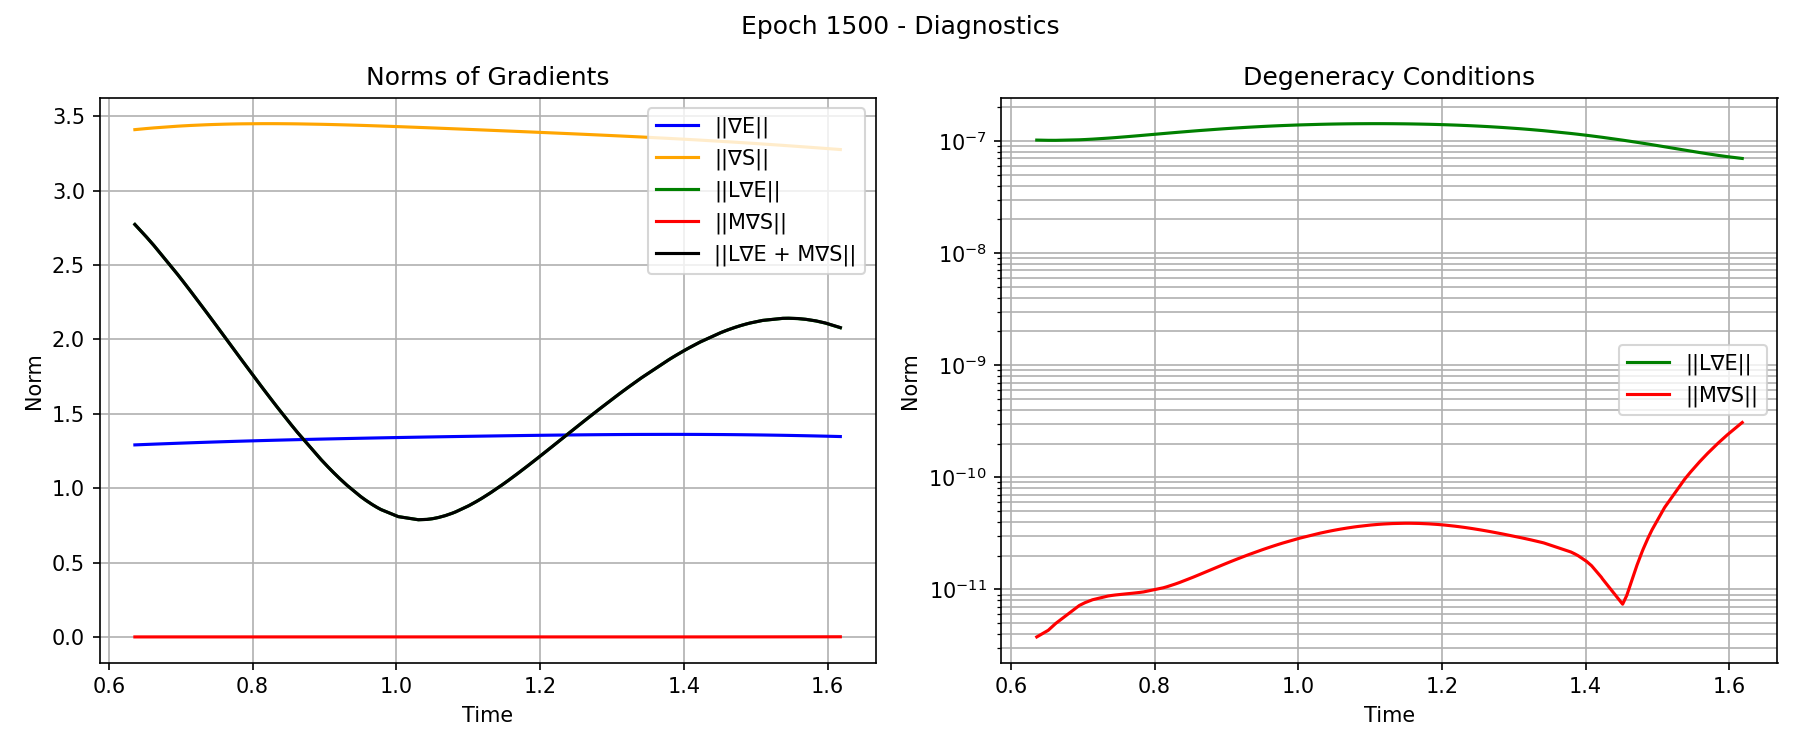 Epoch 1500 - Diagnostics
Norms of Gradients
Norm
3.5
3.0
2.5
2.0
1.5
1.0
0.5
0.0
0.6 0.8 1.0 1.2 1.4 1.6
Time
||∇E||
||∇S||
||L∇E||
||M∇S||
||L∇E + M∇S||
Degeneracy Conditions
Norm
10⁻⁷
10⁻⁸
10⁻⁹
10⁻¹⁰
10⁻¹¹
0.6 0.8 1.0 1.2 1.4 1.6
Time
||L∇E||
||M∇S||